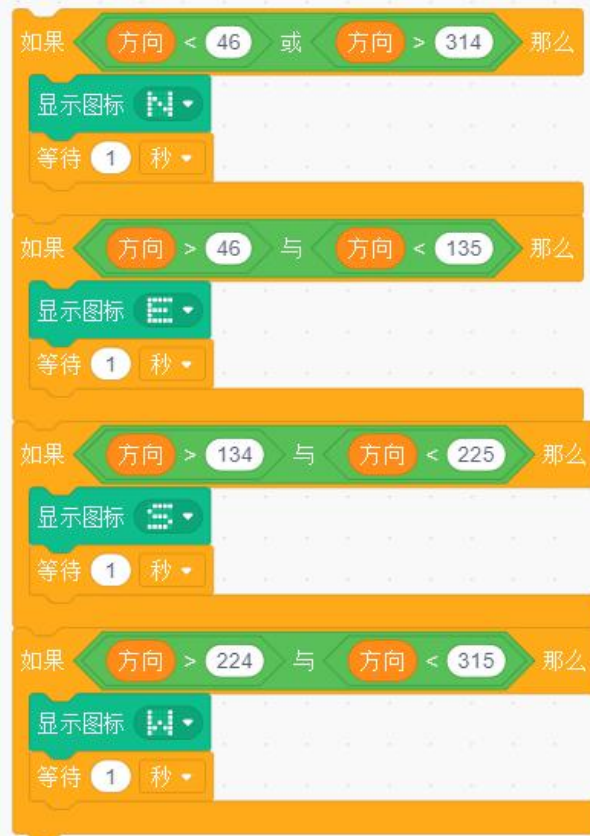 如果 方向 < 46 或 方向 > 314 那么
显示图标 N
等待 1 秒
如果 方向 > 46 与 方向 < 135 那么
显示图标 E
等待 1 秒
如果 方向 > 134 与 方向 < 225 那么
显示图标 S
等待 1 秒
如果 方向 > 224 与 方向 < 315 那么
显示图标 W
等待 1 秒